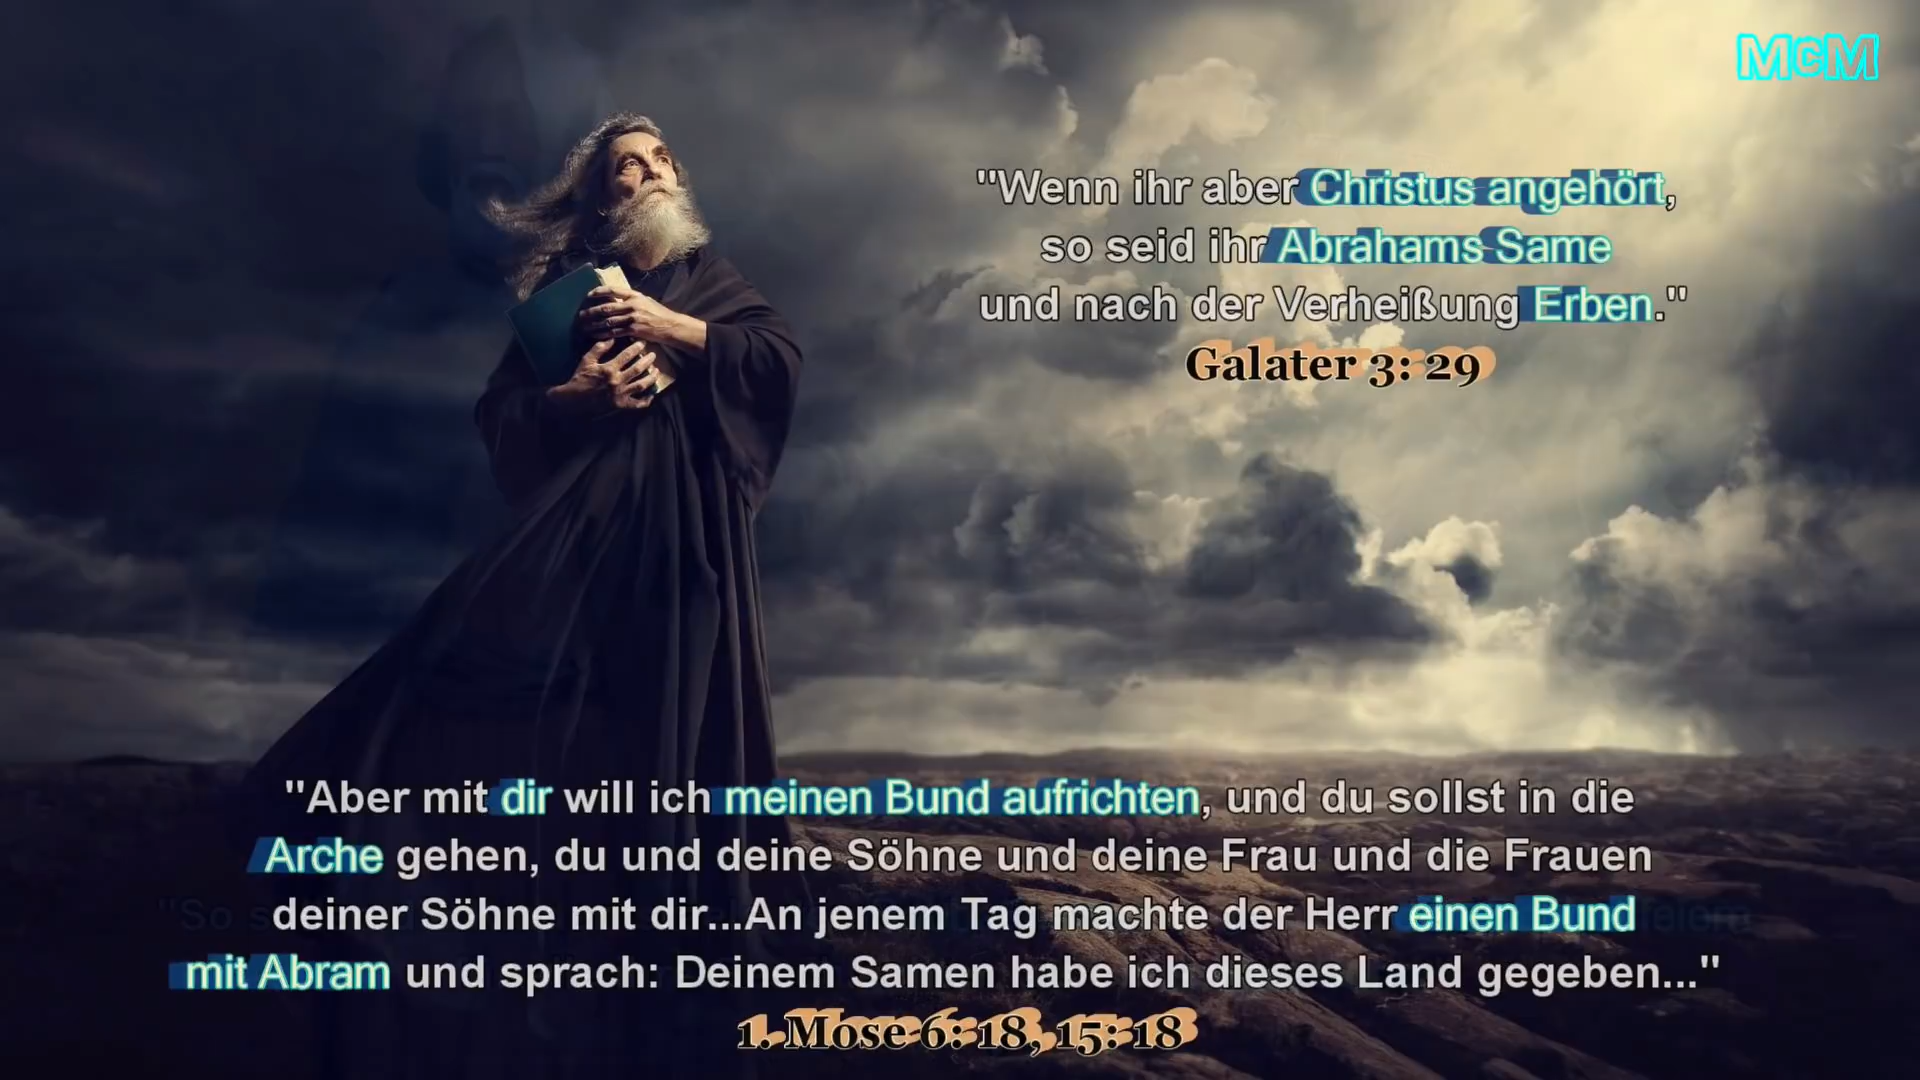 McM
"Wenn ihr aber Christus angehört,
so seid ihr Abrahams Same
und nach der Verheißung Erben."
Galater 3: 29
"Aber mit dir will ich meinen Bund aufrichten, und du sollst in die
Arche gehen, du und deine Söhne und deine Frau und die Frauen
deiner Söhne mit dir...An jenem Tag machte der Herr einen Bund
mit Abram und sprach: Deinem Samen habe ich dieses Land gegeben..."
1. Mose 6: 18, 15: 18